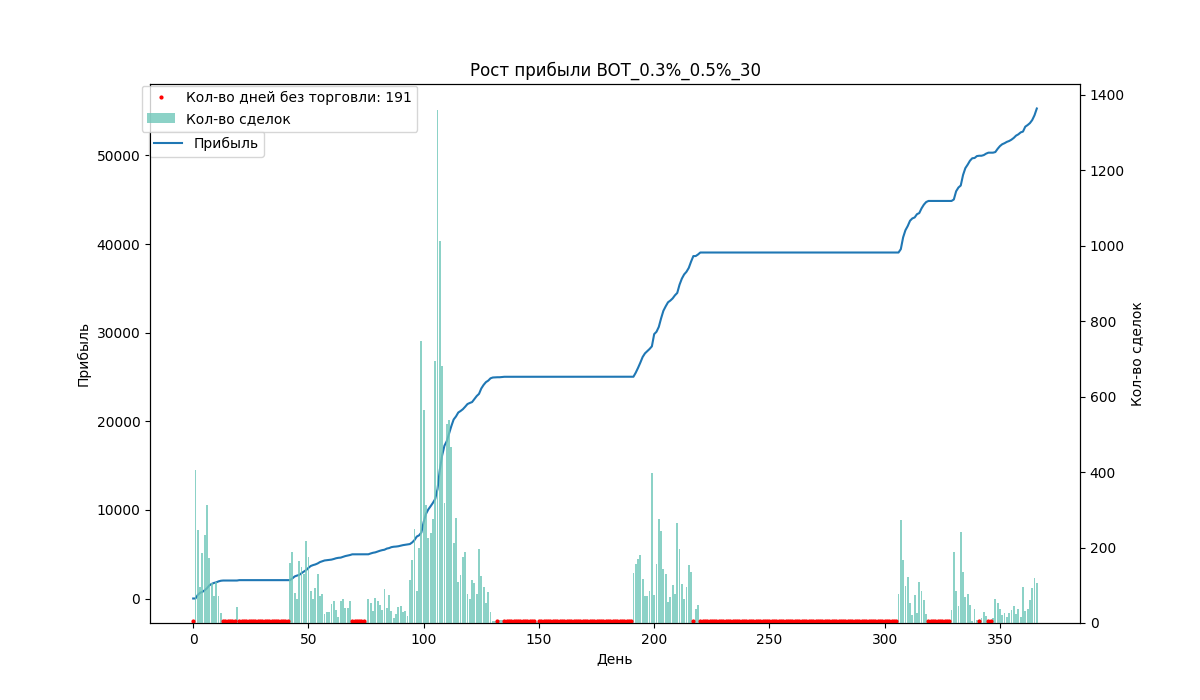 Рост прибыли BOT_0.3%_0.5%_30
Кол-во дней без торговли: 191
Кол-во сделок
Прибыль
50000
40000
30000
20000
10000
0
Прибыль
1400
1200
1000
800
600
400
200
0
Кол-во сделок
0 50 100 150 200 250 300 350
День